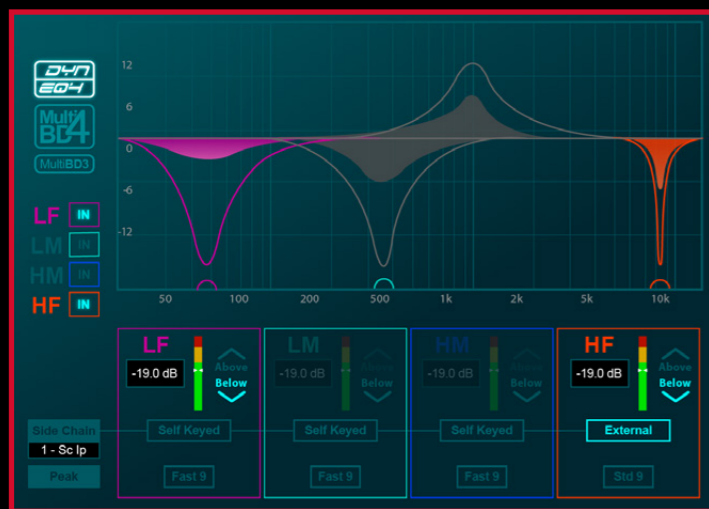 DYN
EQ4
Multi
BD4
MultiBD3
LF IN
LM IN
HM IN
HF IN
12
6
0
-6
-12
50 100 200 500 1k 2k 5k 10k
LF LM HM HF
-19.0 dB Above Below -19.0 dB Above Below -19.0 dB Above Below -19.0 dB Above Below
Side Chain Self Keyed Self Keyed Self Keyed External
1 - Sc Ip
Peak Fast 9 Fast 9 Fast 9 Std 9